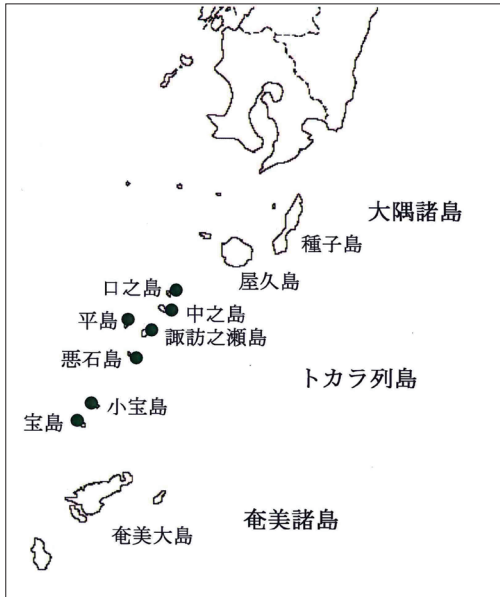 大隅諸島
種子島
屋久島
口之島
中之島
平島
諏訪之瀬島
悪石島
トカラ列島
小宝島
宝島
奄美諸島
奄美大島